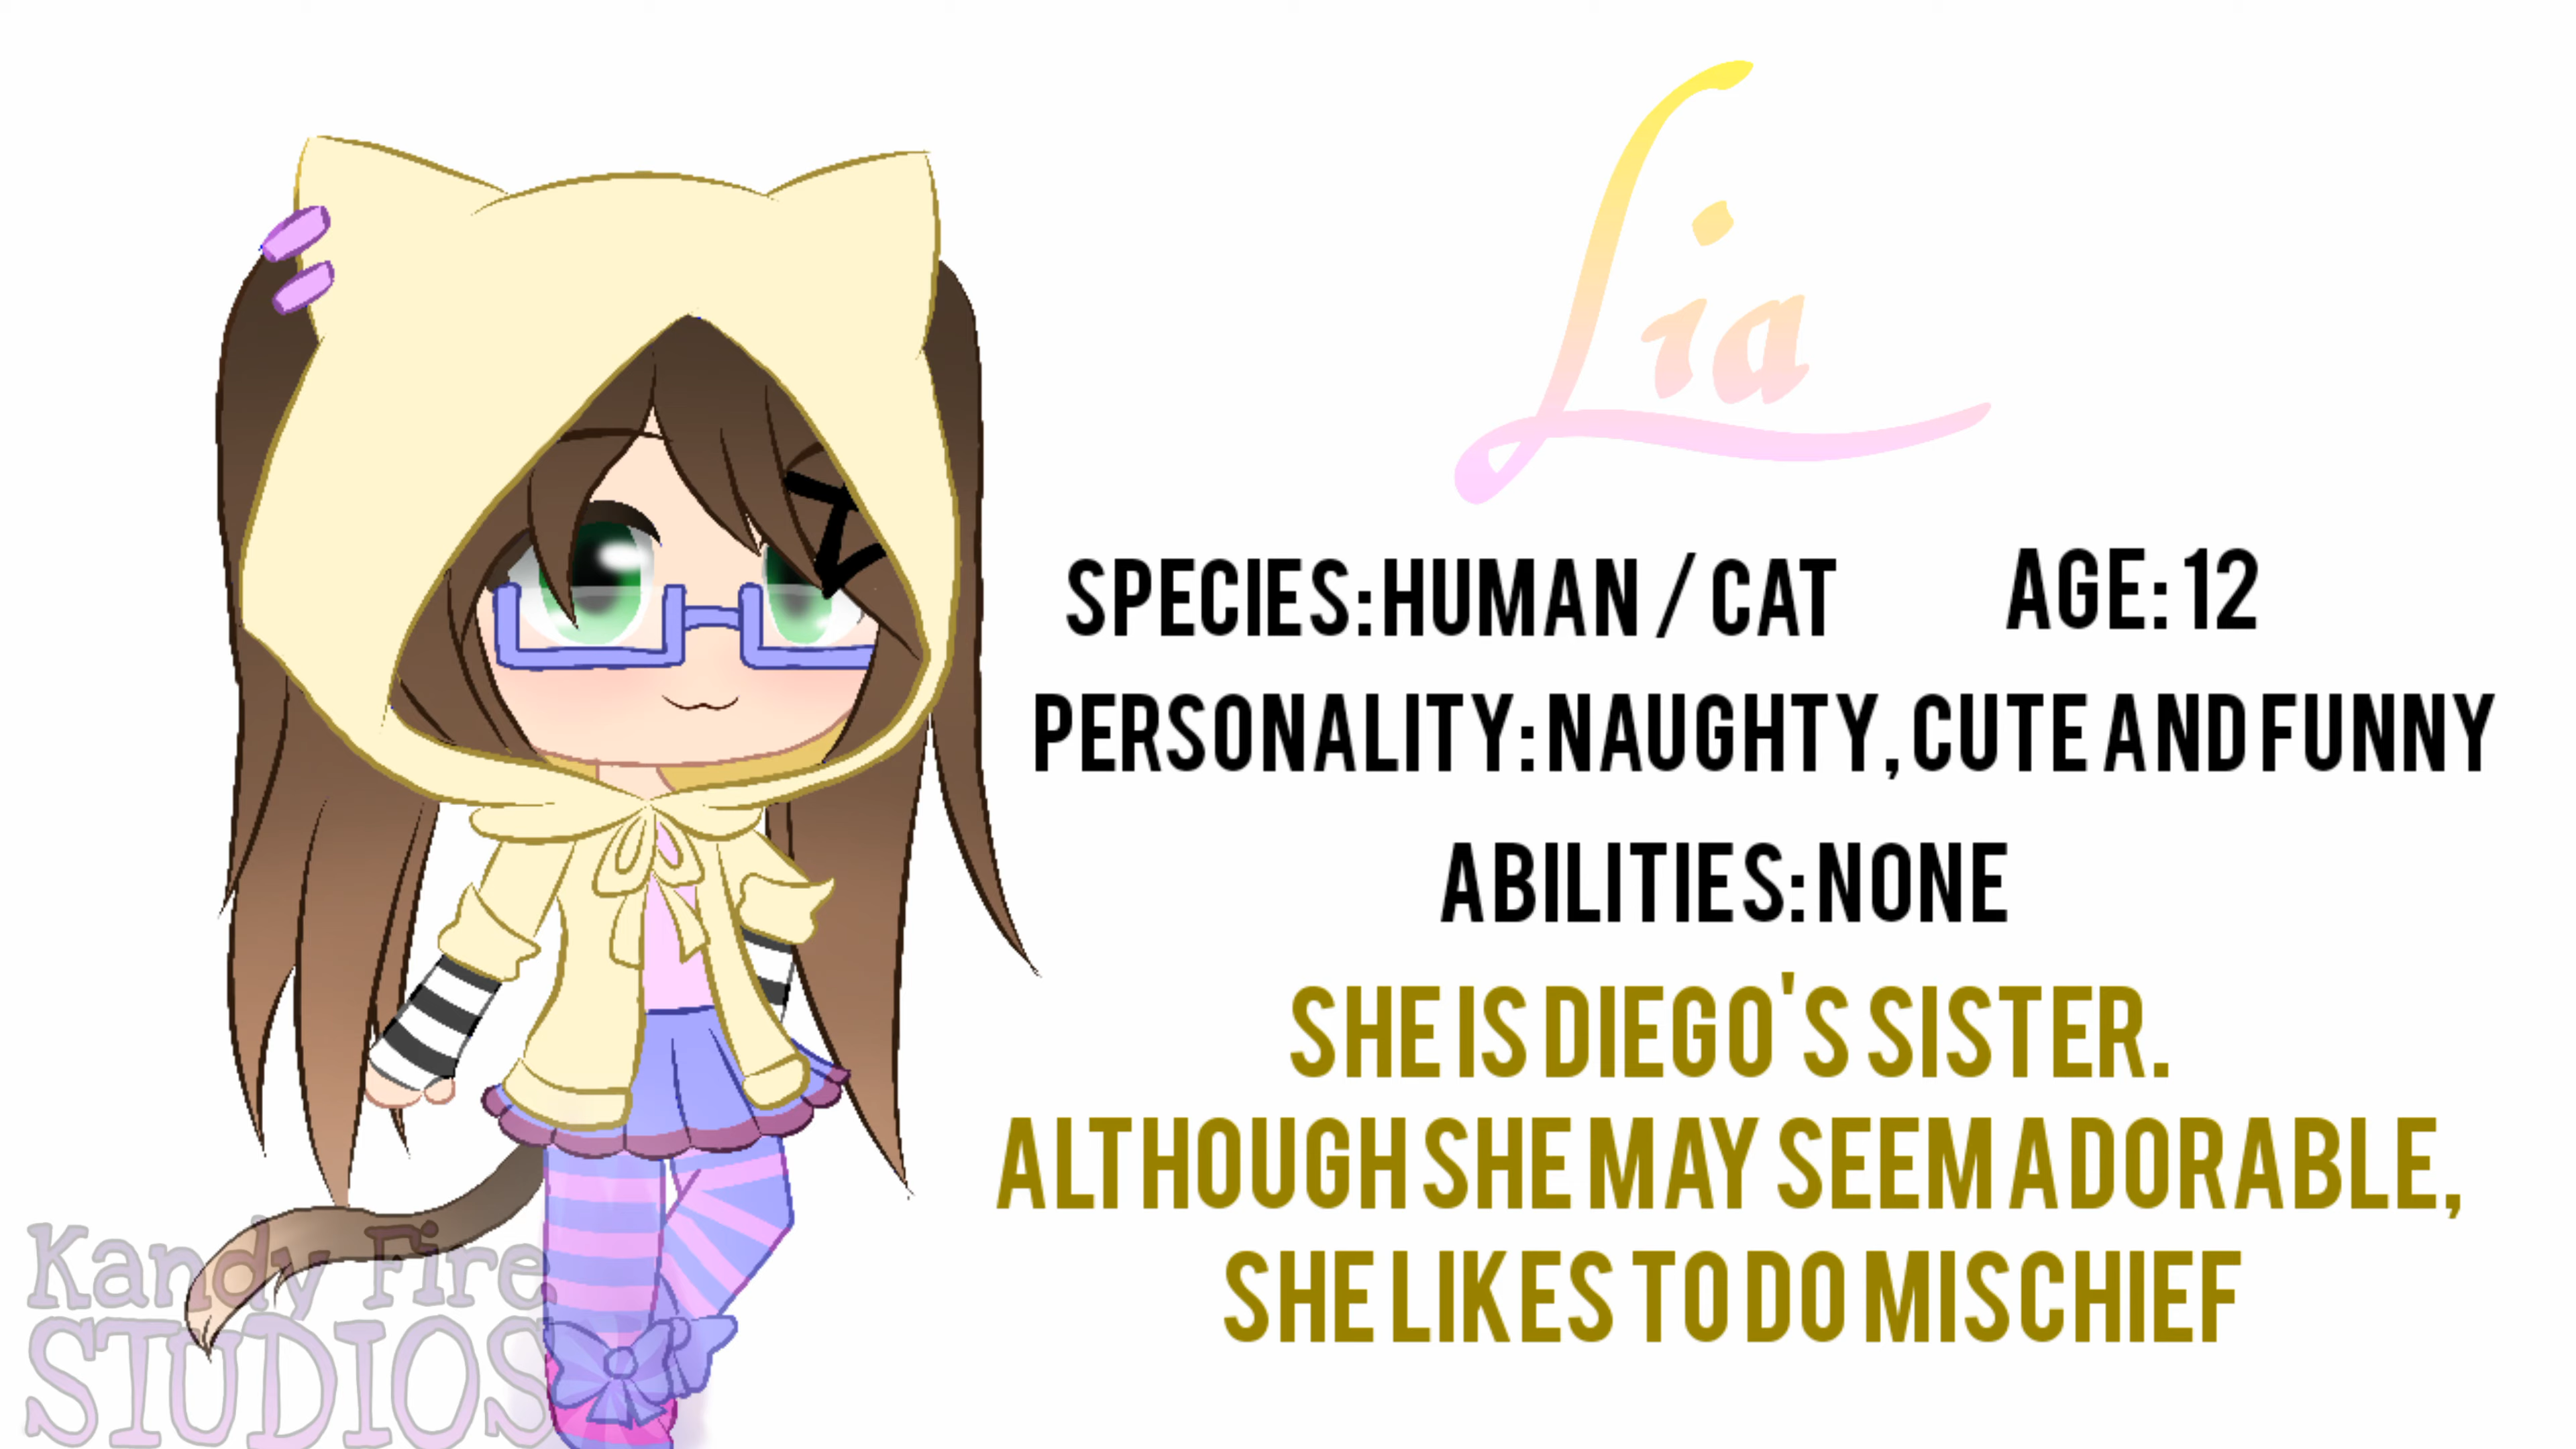 Lia
SPECIES: HUMAN / CAT
AGE: 12
PERSONALITY: NAUGHTY, CUTE AND FUNNY
ABILITIES: NONE
SHE IS DIEGO'S SISTER.
ALTHOUGH SHE MAY SEEM ADORABLE,
SHE LIKES TO DO MISCHIEF
Kandy Fire
STUDIOS